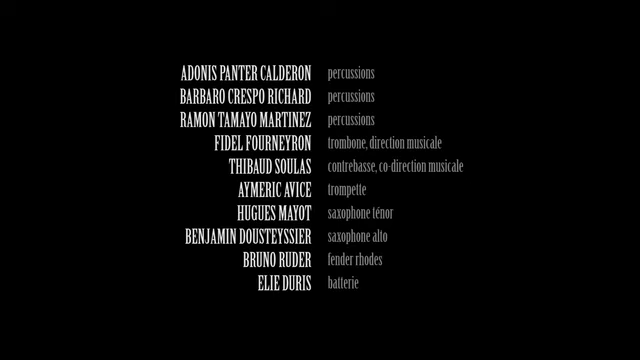 ADONIS PANTER CALDERON percussions
BARBARO CRESPO RICHARD percussions
RAMON TAMAYO MARTINEZ percussions
FIDEL FOURNEYRON trombone, direction musicale
THIBAUD SOULAS contrebasse, co-direction musicale
AYMERIC AVICE trompette
HUGUES MAYOT saxophone ténor
BENJAMIN DOUSTEYSSIER saxophone alto
BRUNO RUDER fender rhodes
ELIE DURIS batterie